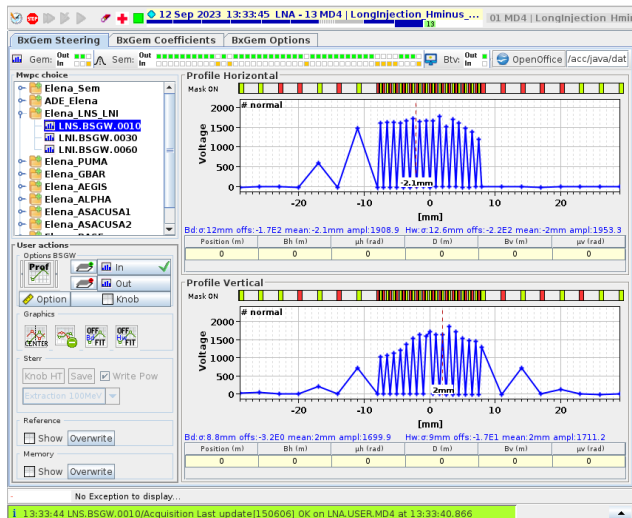 12 Sep 2023 13:33:45 LNA - 13 MD4 | LongInjection_Hminus_... 01 MD4 | LongInjection Hmin
13
BxGem Steering BxGem Coefficients BxGem Options
Gem: Out In Sem: Out In Btv: Out In OpenOffice /acc/java/dat
Mwpc choice
Elena_Sem
ADE_Elena
Elena_LNS_LNI
LNS.BSGW.0010
LNI.BSGW.0030
LNI.BSGW.0060
Elena_PUMA
Elena_GBAR
Elena_AEGIS
Elena_ALPHA
Elena_ASACUSA1
Elena_ASACUSA2
User actions
Options BSGW
Prof In
Out
Option Knob
Graphics
CENTER OFF Bd FIT OFF Hw FIT
Sterr
Knob HT Save Write Pow
Extraction 100MeV
Reference
Show Overwrite
Memory
Show Overwrite
Profile Horizontal
Mask ON
# normal
Voltage
2000
1500
1000
500
0
-2.1mm
-20 -10 0 10 20
[mm]
Bd:σ:12mm offs:-1.7E2 mean:-2.1mm ampl:1908.9 Hw:σ:12.6mm offs:-2.2E2 mean:-2mm ampl:1953.3
Position (m) Bh (m) μh (rad) D (m) Bv (m) μv (rad)
0 0 0 0 0 0
Profile Vertical
Mask ON
# normal
Voltage
2000
1500
1000
500
0
2mm
-20 -10 0 10 20
[mm]
Bd:σ:8.8mm offs:-3.2E0 mean:2mm ampl:1699.9 Hw:σ:9mm offs:-1.7E1 mean:2mm ampl:1711.2
Position (m) Bh (m) μh (rad) D (m) Bv (m) μv (rad)
0 0 0 0 0 0
No Exception to display...
13:33:44 LNS.BSGW.0010/Acquisition Last update[150606] OK on LNA.USER.MD4 at 13:33:40.866